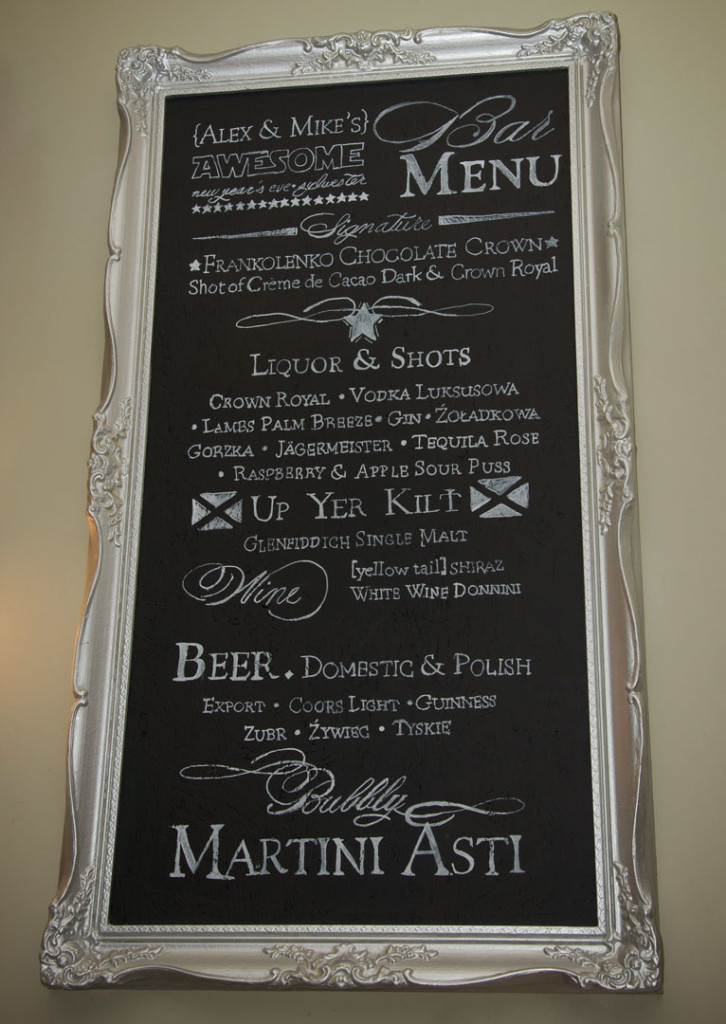 {Alex & Mike's}
AWESOME
new year's eve • sylwester
Bar
MENU
Signature
Frankolenko Chocolate Crown
Shot of Crème de Cacao Dark & Crown Royal
Liquor & Shots
Crown Royal • Vodka Luksusowa
• Lambs Palm Breeze • Gin • Żoładkowa
Gorzka • Jägermeister • Tequila Rose
• Raspberry & Apple Sour Puss
Up Yer Kilt
Glenfiddich Single Malt
Wine
[yellow tail] Shiraz
White Wine Donnini
Beer. Domestic & Polish
Export • Coors Light • Guinness
Zubr • Żywiec • Tyskie
Bubbly
Martini Asti